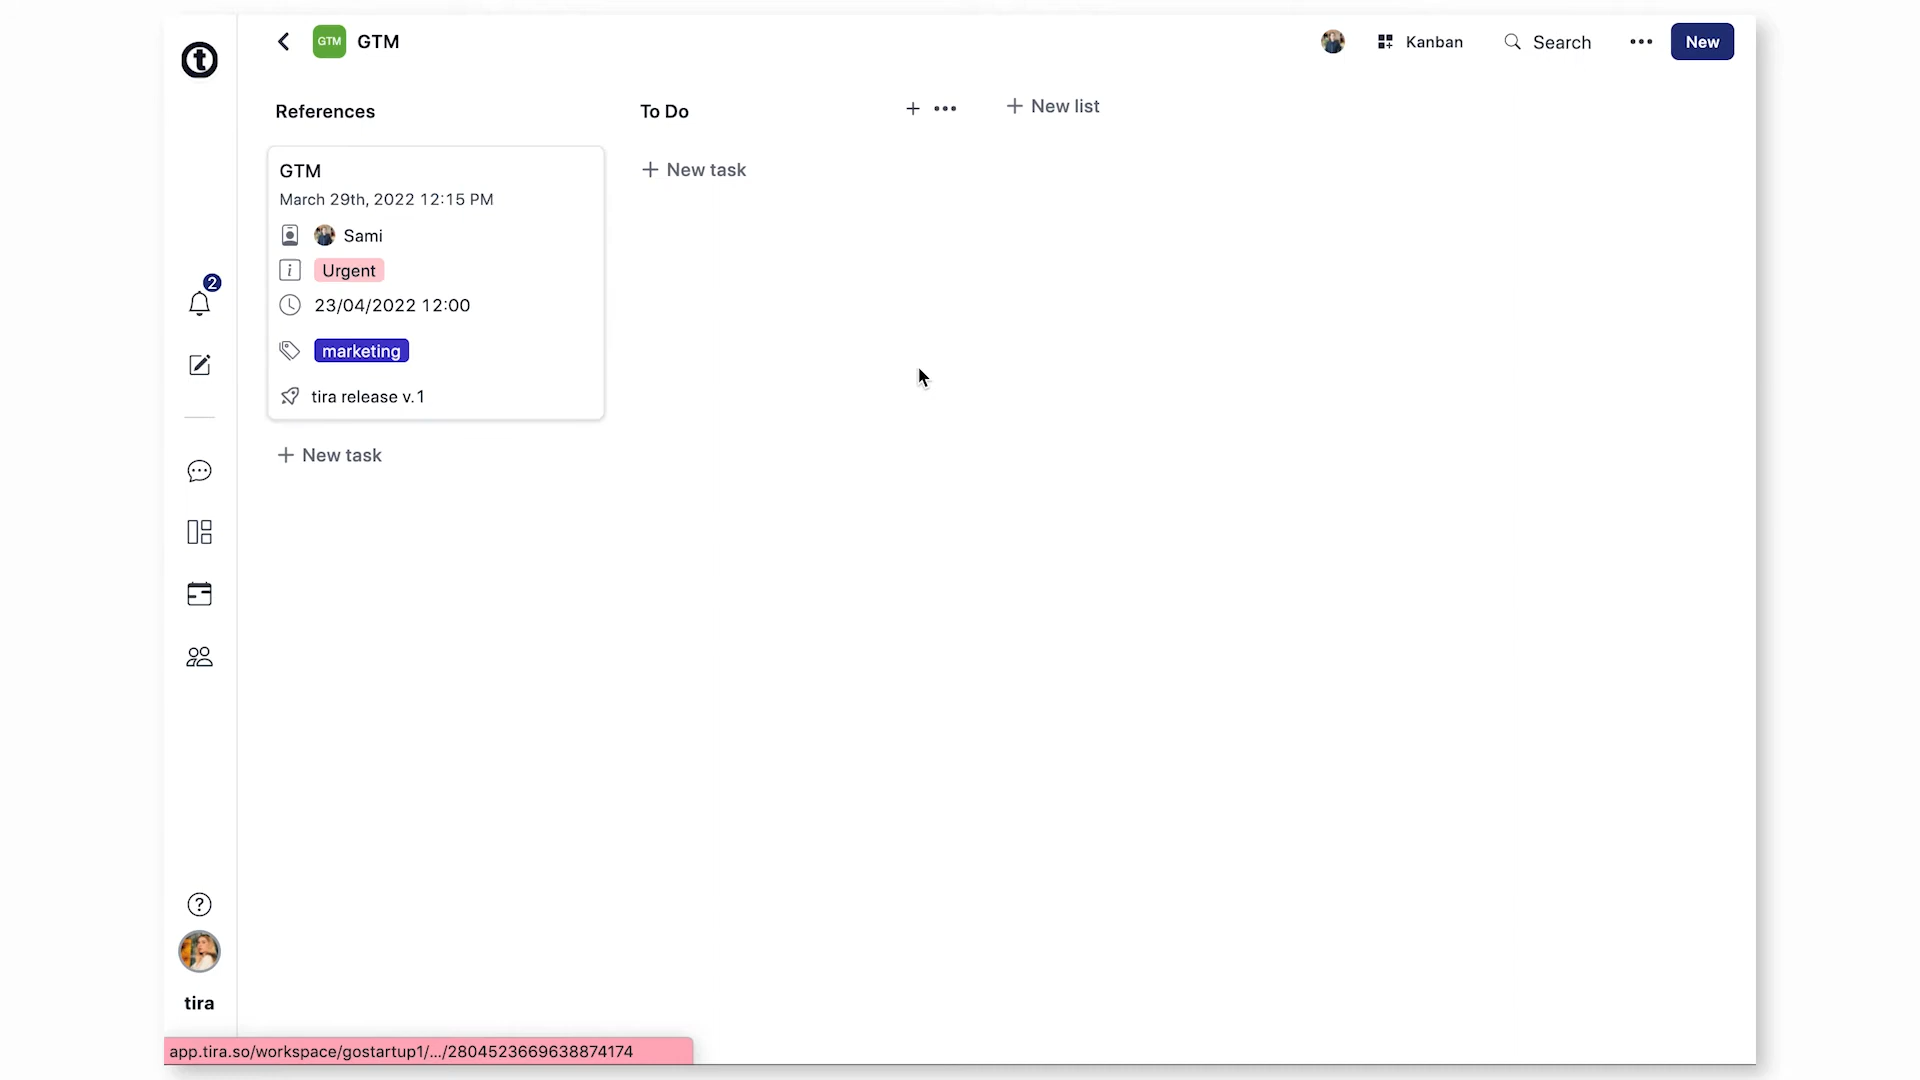 GTM GTM
Kanban
Search
New
References
To Do
New list
GTM
March 29th, 2022 12:15 PM
Sami
Urgent
23/04/2022 12:00
marketing
tira release v.1
New task
New task
2
t
?
tira
app.tira.so/workspace/gostartup1/.../2804523669638874174